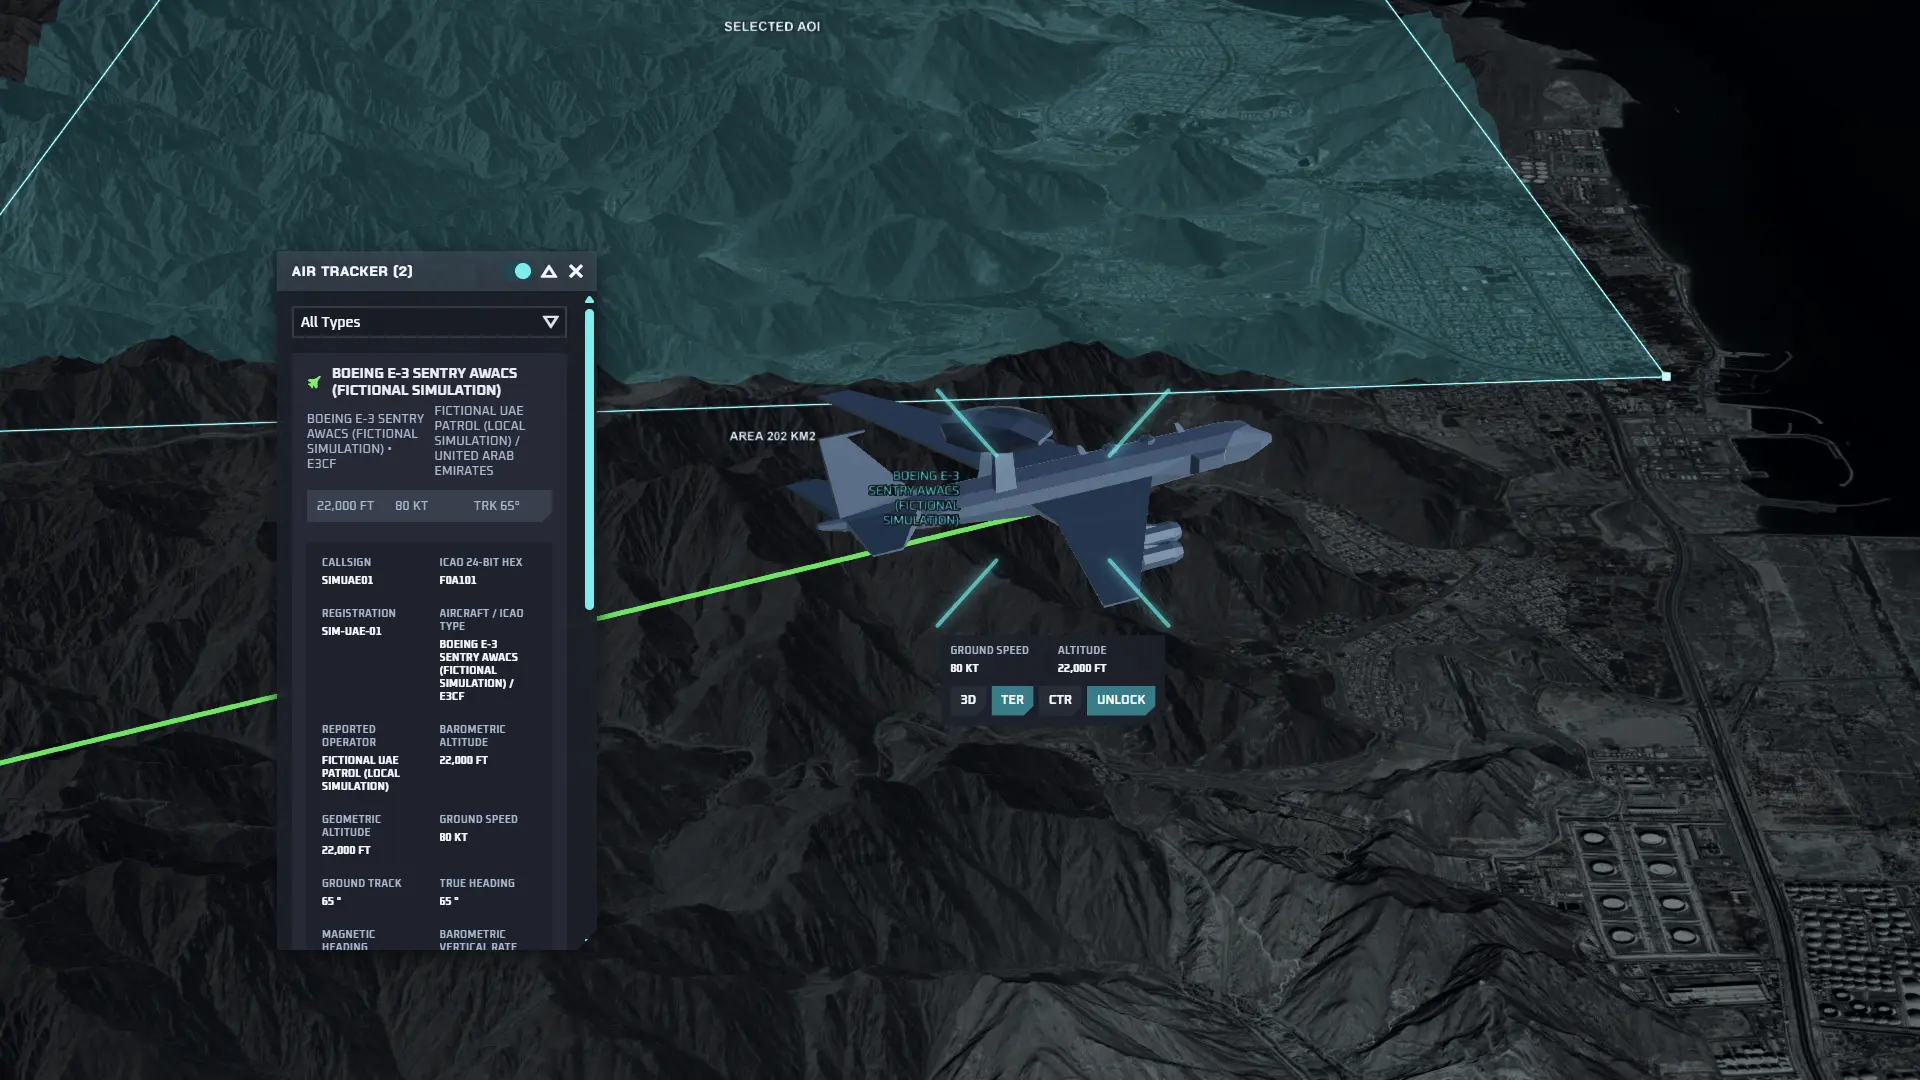 SELECTED AOI
AIR TRACKER (2)
All Types
BOEING E-3 SENTRY AWACS
(FICTIONAL SIMULATION)
BOEING E-3 SENTRY
AWACS (FICTIONAL
SIMULATION) •
E3CF
FICTIONAL UAE
PATROL (LOCAL
SIMULATION) /
UNITED ARAB
EMIRATES
22,000 FT 80 KT TRK 65°
CALLSIGN
SIMUAE01
ICAO 24-BIT HEX
F0A101
REGISTRATION
SIM-UAE-01
AIRCRAFT / ICAO
TYPE
BOEING E-3
SENTRY AWACS
(FICTIONAL
SIMULATION) /
E3CF
REPORTED
OPERATOR
FICTIONAL UAE
PATROL (LOCAL
SIMULATION)
BAROMETRIC
ALTITUDE
22,000 FT
GEOMETRIC
ALTITUDE
22,000 FT
GROUND SPEED
80 KT
GROUND TRACK
65 °
TRUE HEADING
65 °
MAGNETIC
HEADING
BAROMETRIC
VERTICAL RATE
AREA 202 KM2
BOEING E-3
SENTRY AWACS
(FICTIONAL
SIMULATION)
GROUND SPEED
80 KT
ALTITUDE
22,000 FT
3D TER CTR UNLOCK